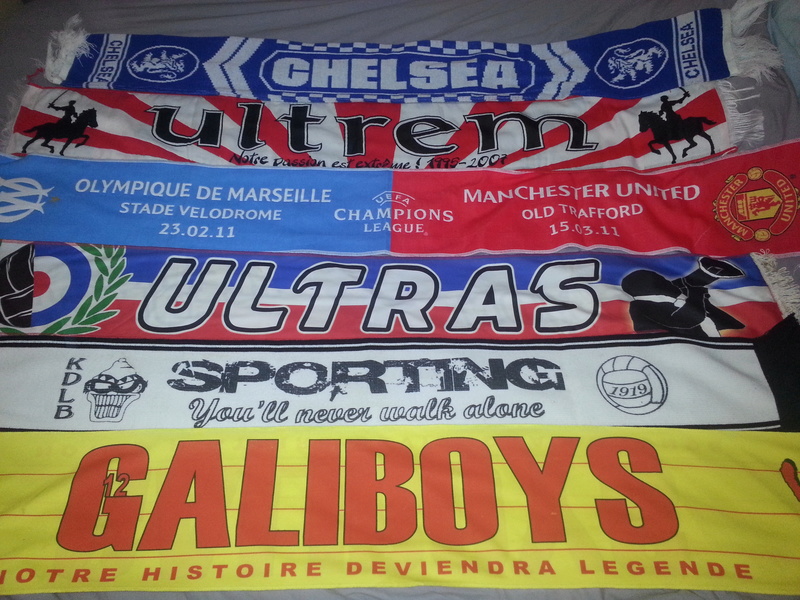 CHELSEA
CHELSEA
CHELSEA
ultrem
Notre passion est extrême ! 1998-2008
OLYMPIQUE DE MARSEILLE
STADE VELODROME
23.02.11
UEFA
CHAMPIONS
LEAGUE
MANCHESTER UNITED
OLD TRAFFORD
15.03.11
MANCHESTER
UNITED
ULTRAS
KDLB
SPORTING
You'll never walk alone
1919
GALIBOYS
12
NOTRE HISTOIRE DEVIENDRA LEGENDE